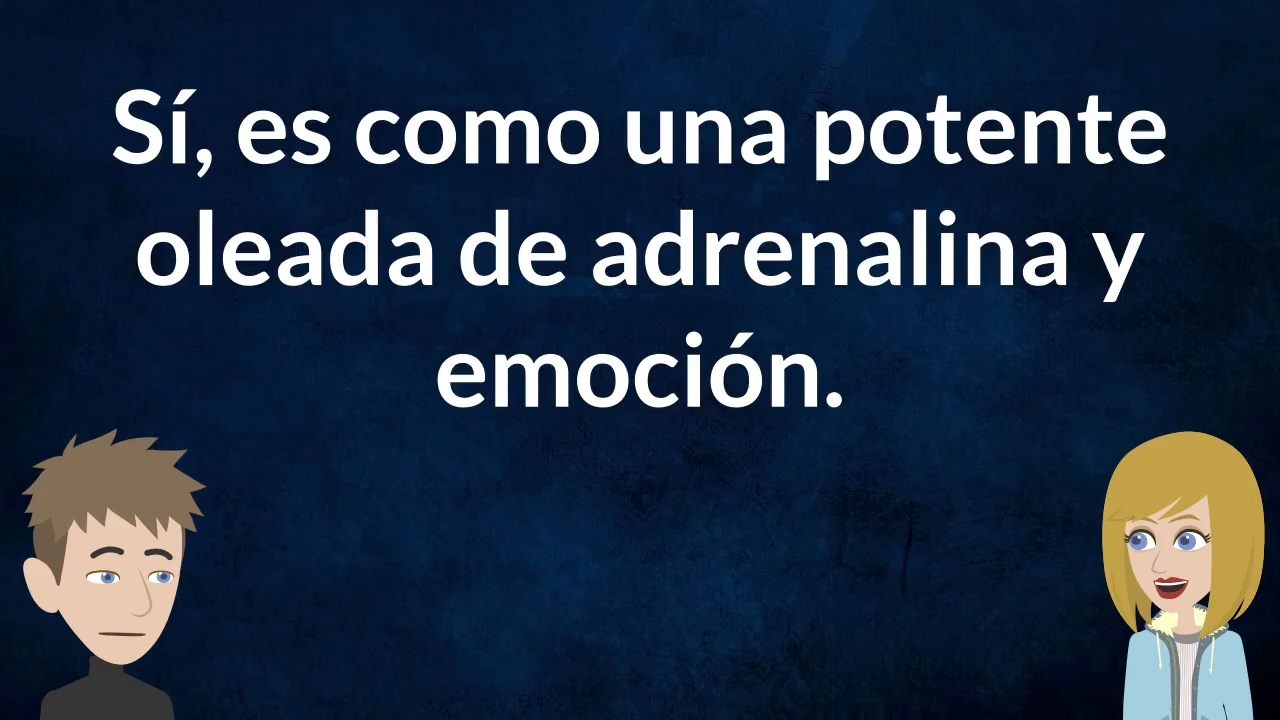 Sí, es como una potente
oleada de adrenalina y
emoción.